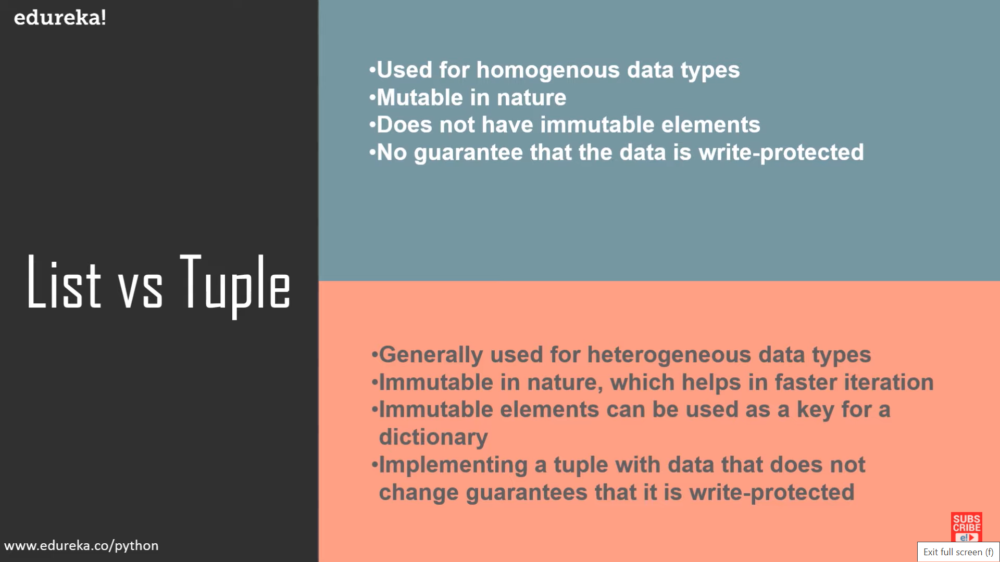 edureka!
•Used for homogenous data types
•Mutable in nature
•Does not have immutable elements
•No guarantee that the data is write-protected
List vs Tuple
•Generally used for heterogeneous data types
•Immutable in nature, which helps in faster iteration
•Immutable elements can be used as a key for a
dictionary
•Implementing a tuple with data that does not
change guarantees that it is write-protected
SUBS
CRIBE
e!
www.edureka.co/python
Exit full screen (f)